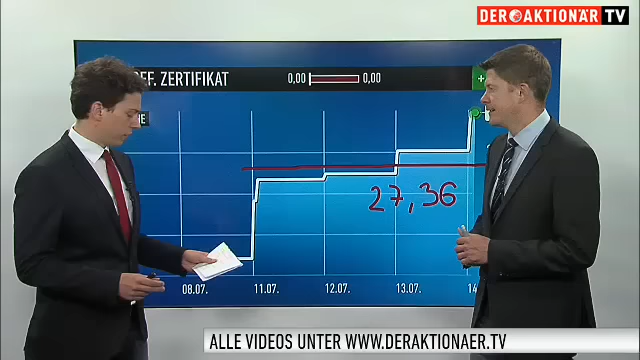 DER AKTIONÄR TV
EFF. ZERTIFIKAT
0,00 0,00
27,36
08.07. 11.07. 12.07. 13.07. 14
ALLE VIDEOS UNTER WWW.DERAKTIONAER.TV